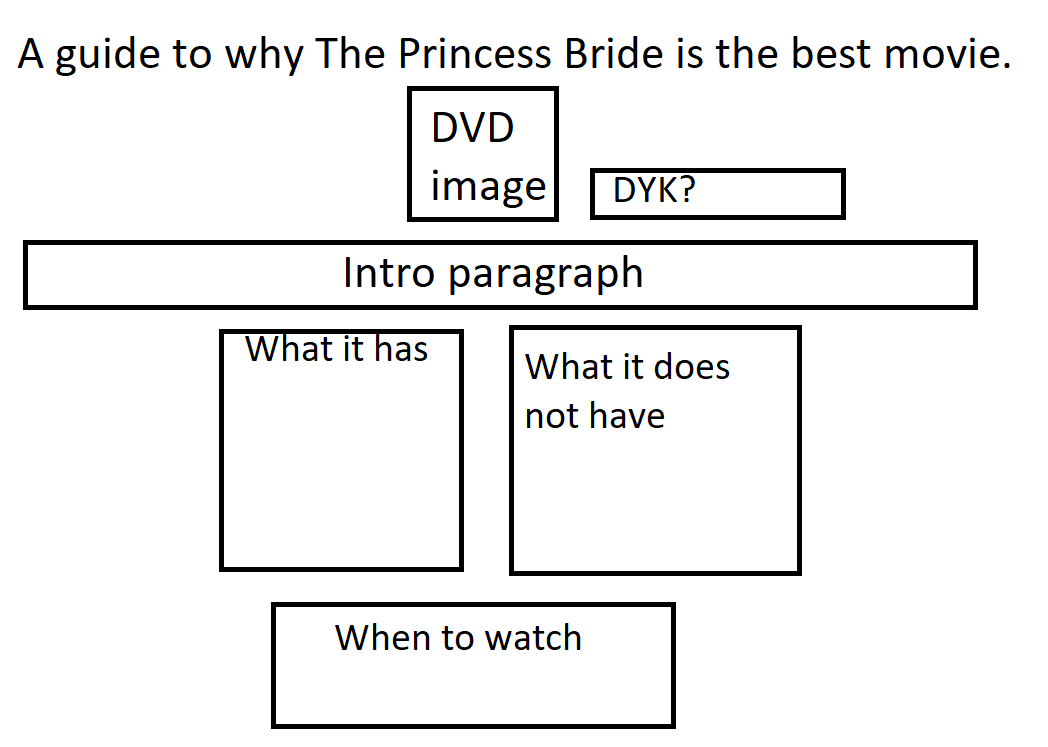 A guide to why The Princess Bride is the best movie.
DVD
image
DYK?
Intro paragraph
What it has
What it does
not have
When to watch